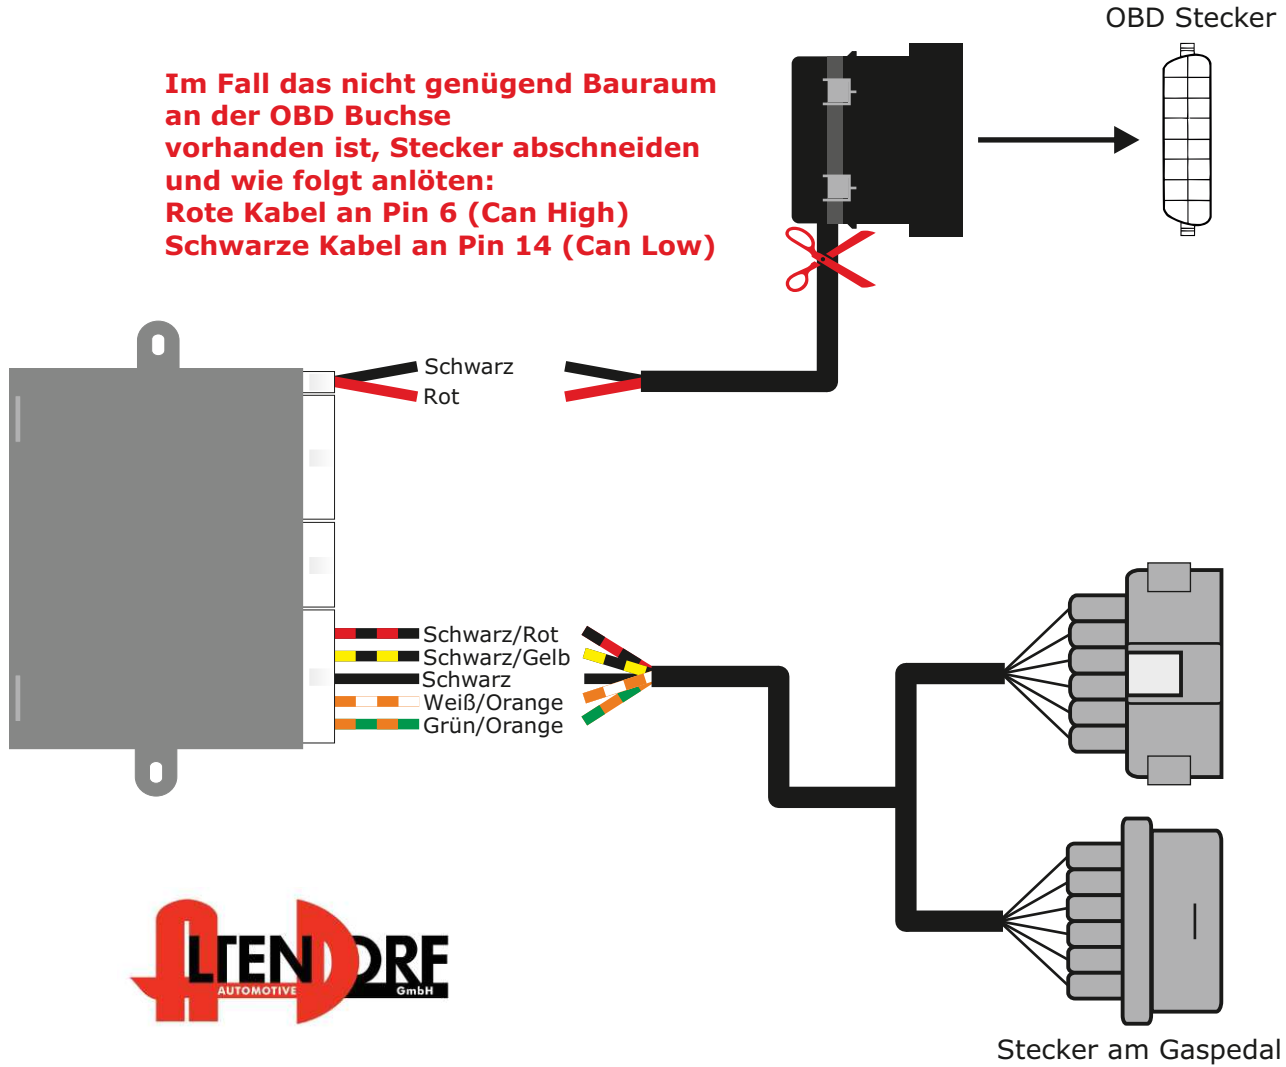 OBD Stecker
Im Fall das nicht genügend Bauraum
an der OBD Buchse
vorhanden ist, Stecker abschneiden
und wie folgt anlöten:
Rote Kabel an Pin 6 (Can High)
Schwarze Kabel an Pin 14 (Can Low)
Schwarz
Rot
Schwarz/Rot
Schwarz/Gelb
Schwarz
Weiß/Orange
Grün/Orange
ALTENDORF
AUTOMOTIVE GmbH
Stecker am Gaspedal